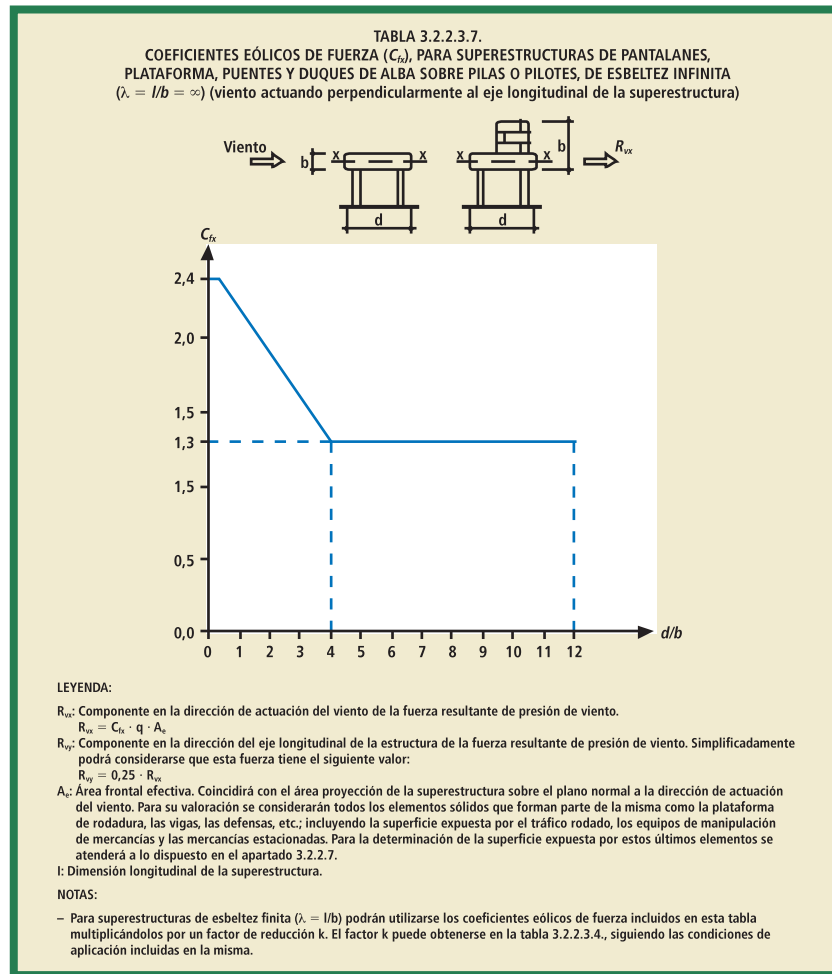 TABLA 3.2.2.3.7.
COEFICIENTES EÓLICOS DE FUERZA (Cfx), PARA SUPERESTRUCTURAS DE PANTALANES,
PLATAFORMA, PUENTES Y DUQUES DE ALBA SOBRE PILAS O PILOTES, DE ESBELTEZ INFINITA
(λ = l/b = ∞) (viento actuando perpendicularmente al eje longitudinal de la superestructura)
Viento b x x x x b Rvx
d d
Cfx
2,4
2,0
1,5
1,3
1,5
0,5
0,0
0 1 2 3 4 5 6 7 8 9 10 11 12
d/b
LEYENDA:
Rvx: Componente en la dirección de actuación del viento de la fuerza resultante de presión de viento.
Rvx = Cfx · q · Ae
Rvy: Componente en la dirección del eje longitudinal de la estructura de la fuerza resultante de presión de viento. Simplificadamente
podrá considerarse que esta fuerza tiene el siguiente valor:
Rvy = 0,25 · Rvx
Ae: Área frontal efectiva. Coincidirá con el área proyección de la superestructura sobre el plano normal a la dirección de actuación
del viento. Para su valoración se considerarán todos los elementos sólidos que forman parte de la misma como la plataforma
de rodadura, las vigas, las defensas, etc.; incluyendo la superficie expuesta por el tráfico rodado, los equipos de manipulación
de mercancías y las mercancías estacionadas. Para la determinación de la superficie expuesta por estos últimos elementos se
atenderá a lo dispuesto en el apartado 3.2.2.7.
l: Dimensión longitudinal de la superestructura.
NOTAS:
– Para superestructuras de esbeltez finita (λ = l/b) podrán utilizarse los coeficientes eólicos de fuerza incluidos en esta tabla
multiplicándolos por un factor de reducción k. El factor k puede obtenerse en la tabla 3.2.2.3.4., siguiendo las condiciones de
aplicación incluidas en la misma.